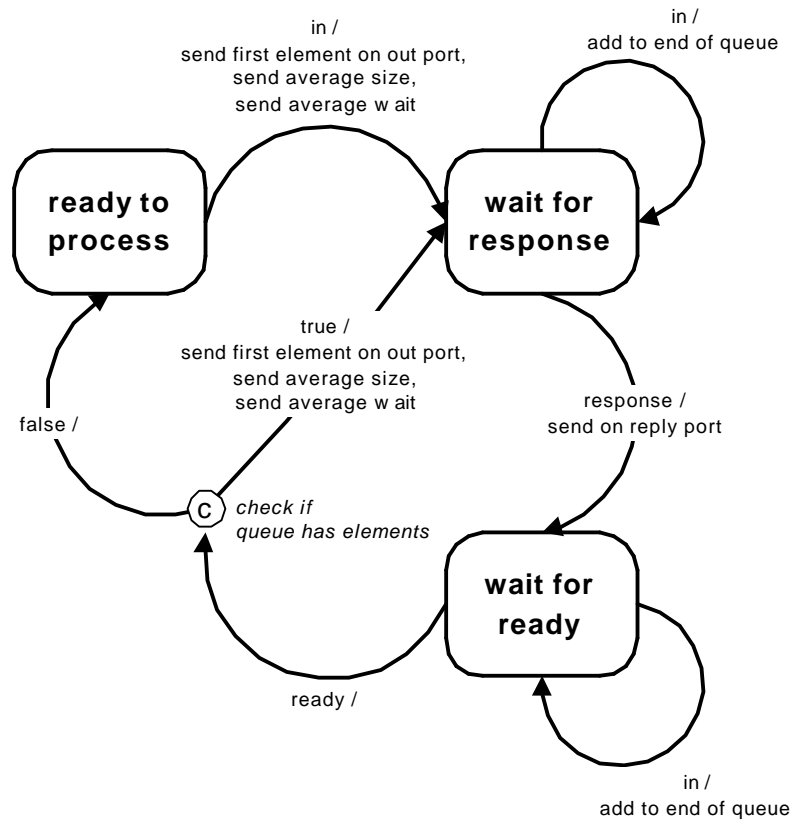 in /
send first element on out port,
send average size,
send average w ait
in /
add to end of queue
ready to
process
wait for
response
true /
send first element on out port,
send average size,
send average w ait
false /
response /
send on reply port
C
check if
queue has elements
wait for
ready
ready /
in /
add to end of queue